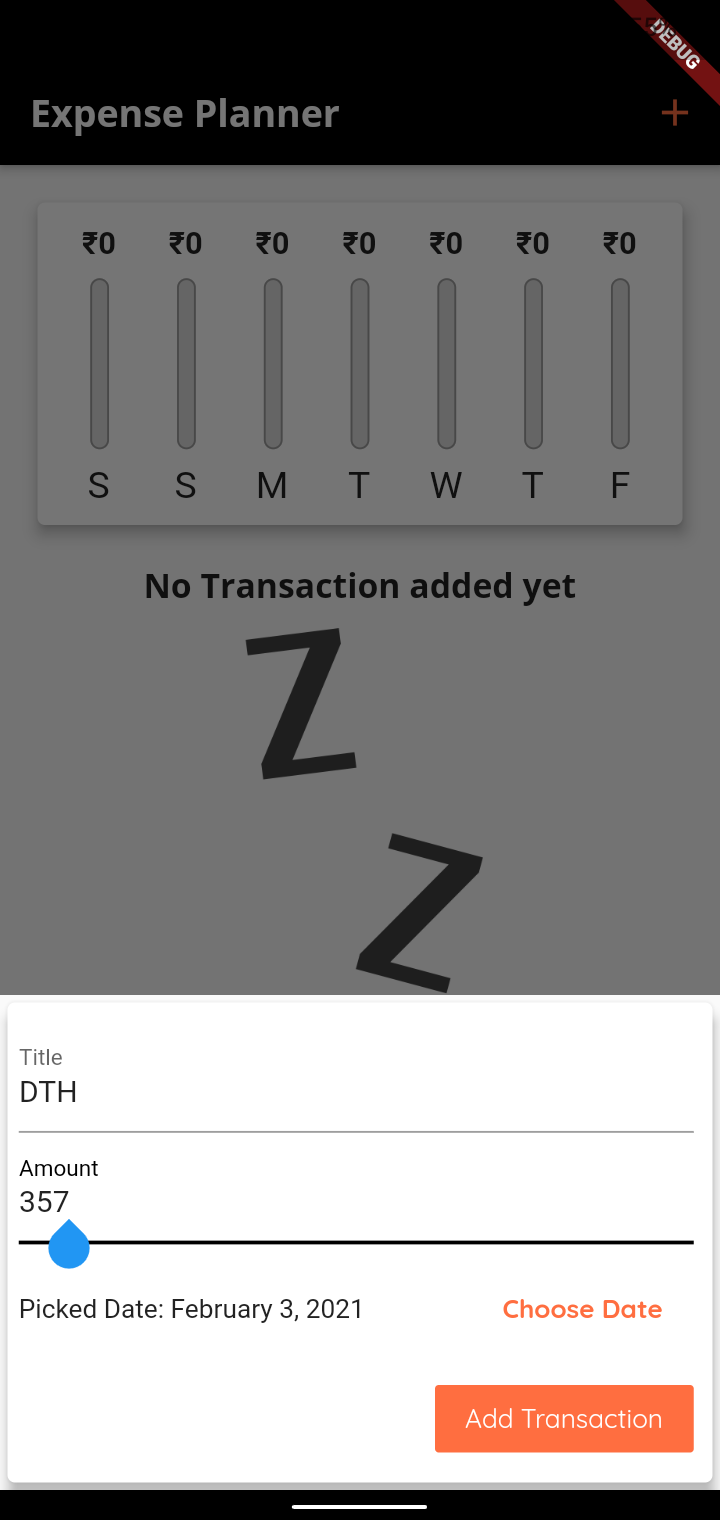 DEBUG
Expense Planner
₹0 ₹0 ₹0 ₹0 ₹0 ₹0 ₹0
S S M T W T F
No Transaction added yet
Z
Z
Title
DTH
Amount
357
Picked Date: February 3, 2021 Choose Date
Add Transaction